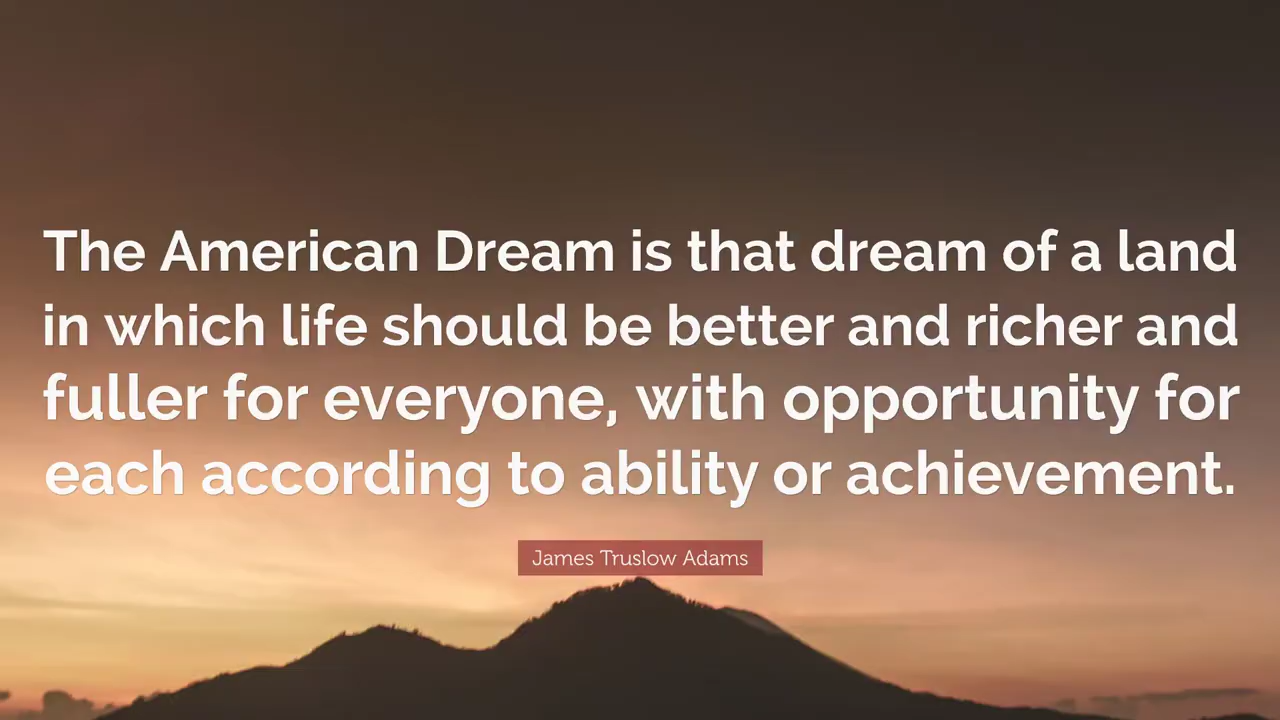 The American Dream is that dream of a land
in which life should be better and richer and
fuller for everyone, with opportunity for
each according to ability or achievement.
James Truslow Adams